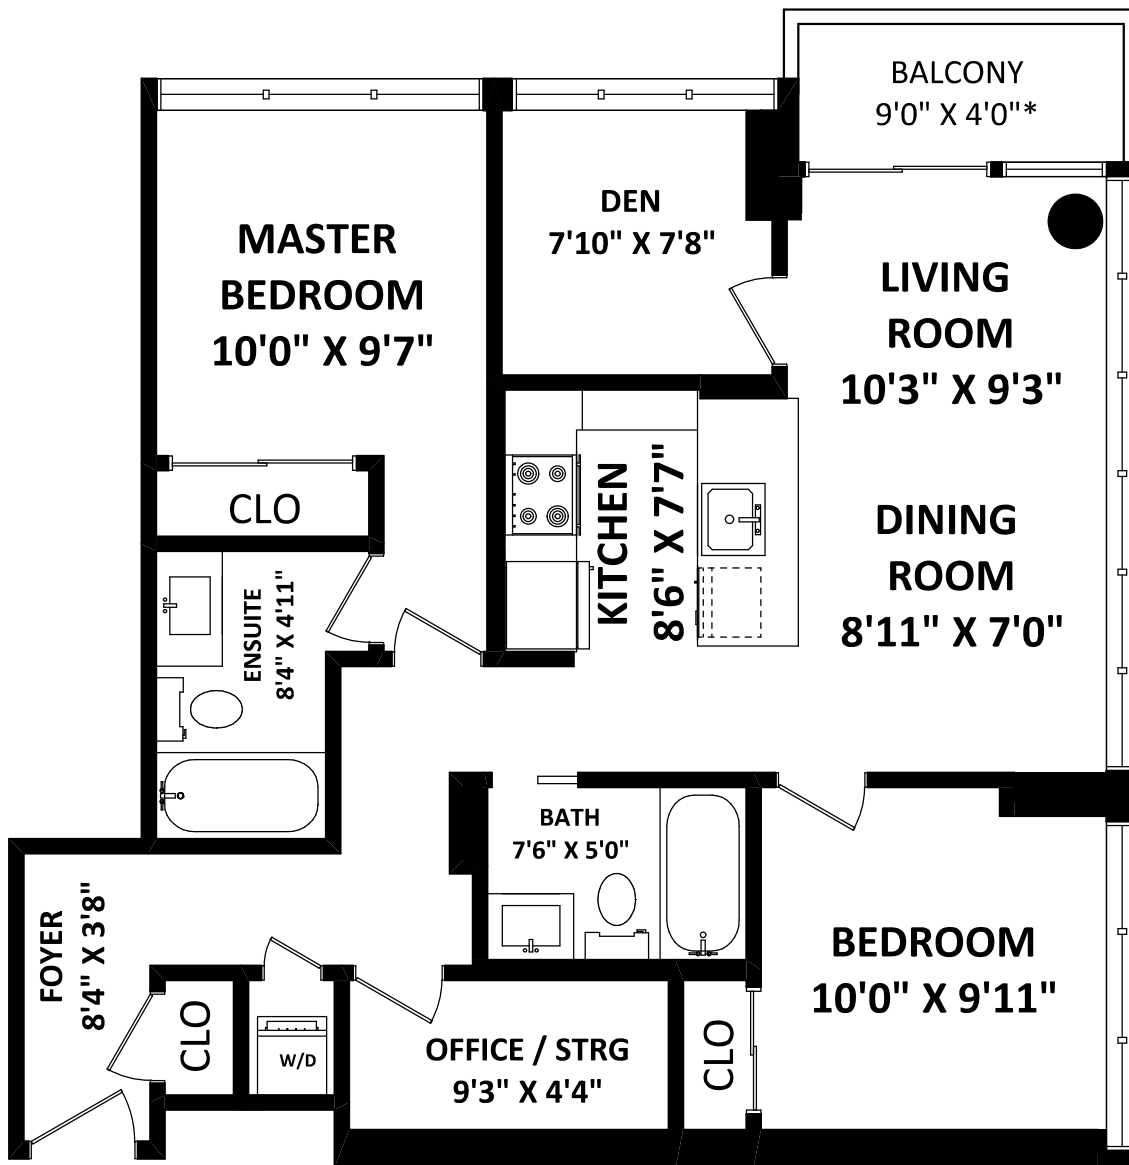 BALCONY
9'0" X 4'0"*
DEN
7'10" X 7'8"
MASTER
BEDROOM
10'0" X 9'7"
LIVING
ROOM
10'3" X 9'3"
CLO
KITCHEN
8'6" X 7'7"
DINING
ROOM
8'11" X 7'0"
ENSUITE
8'4" X 4'11"
BATH
7'6" X 5'0"
FOYER
8'4" X 3'8"
BEDROOM
10'0" X 9'11"
CLO
W/D
OFFICE / STRG
9'3" X 4'4"
CLO